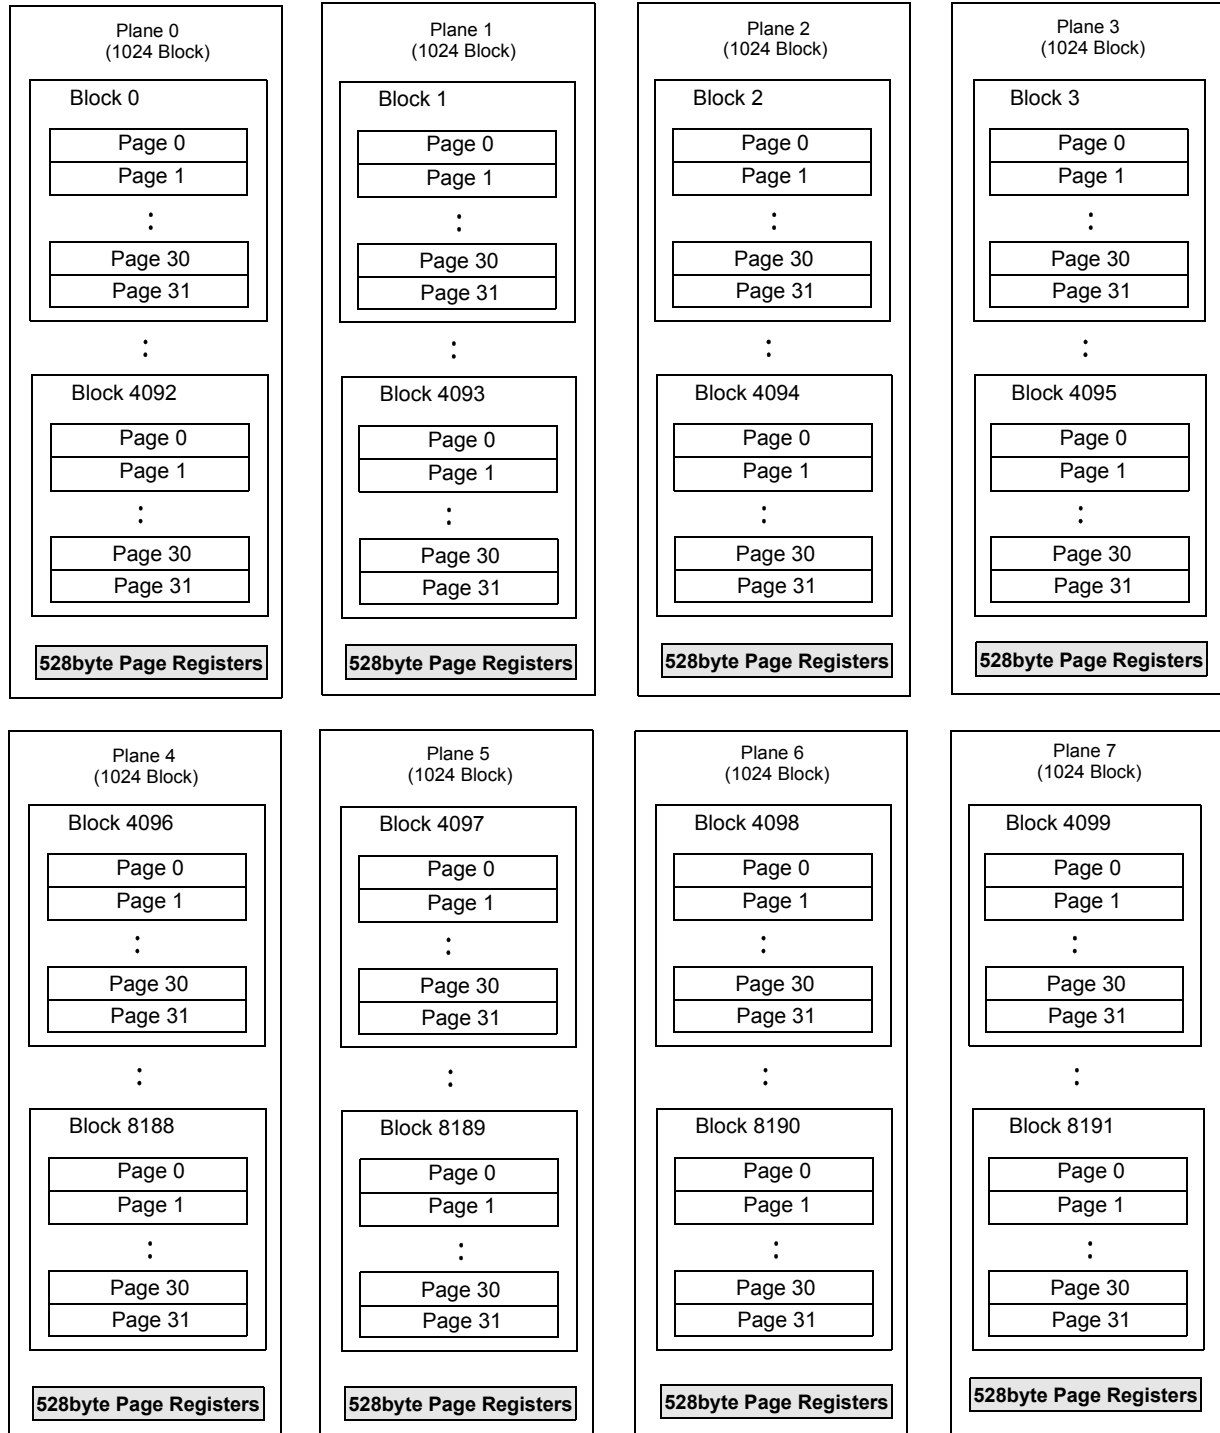 Plane 0
(1024 Block)
Block 0
Page 0
Page 1
Page 30
Page 31
Block 4092
Page 0
Page 1
Page 30
Page 31
528byte Page Registers
Plane 1
(1024 Block)
Block 1
Page 0
Page 1
Page 30
Page 31
Block 4093
Page 0
Page 1
Page 30
Page 31
528byte Page Registers
Plane 2
(1024 Block)
Block 2
Page 0
Page 1
Page 30
Page 31
Block 4094
Page 0
Page 1
Page 30
Page 31
528byte Page Registers
Plane 3
(1024 Block)
Block 3
Page 0
Page 1
Page 30
Page 31
Block 4095
Page 0
Page 1
Page 30
Page 31
528byte Page Registers
Plane 4
(1024 Block)
Block 4096
Page 0
Page 1
Page 30
Page 31
Block 8188
Page 0
Page 1
Page 30
Page 31
528byte Page Registers
Plane 5
(1024 Block)
Block 4097
Page 0
Page 1
Page 30
Page 31
Block 8189
Page 0
Page 1
Page 30
Page 31
528byte Page Registers
Plane 6
(1024 Block)
Block 4098
Page 0
Page 1
Page 30
Page 31
Block 8190
Page 0
Page 1
Page 30
Page 31
528byte Page Registers
Plane 7
(1024 Block)
Block 4099
Page 0
Page 1
Page 30
Page 31
Block 8191
Page 0
Page 1
Page 30
Page 31
528byte Page Registers